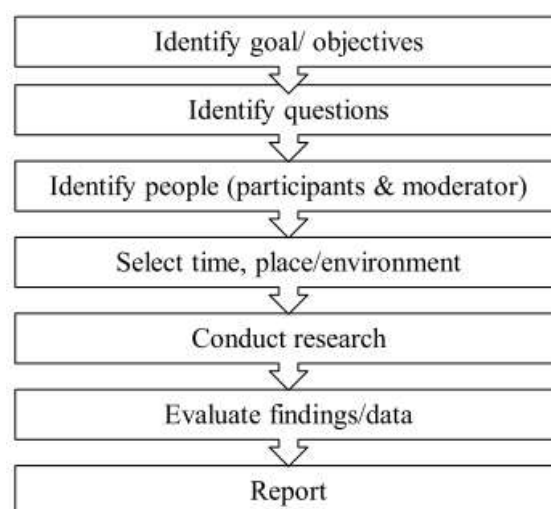 Identify goal/ objectives
Identify questions
Identify people (participants & moderator)
Select time, place/environment
Conduct research
Evaluate findings/data
Report